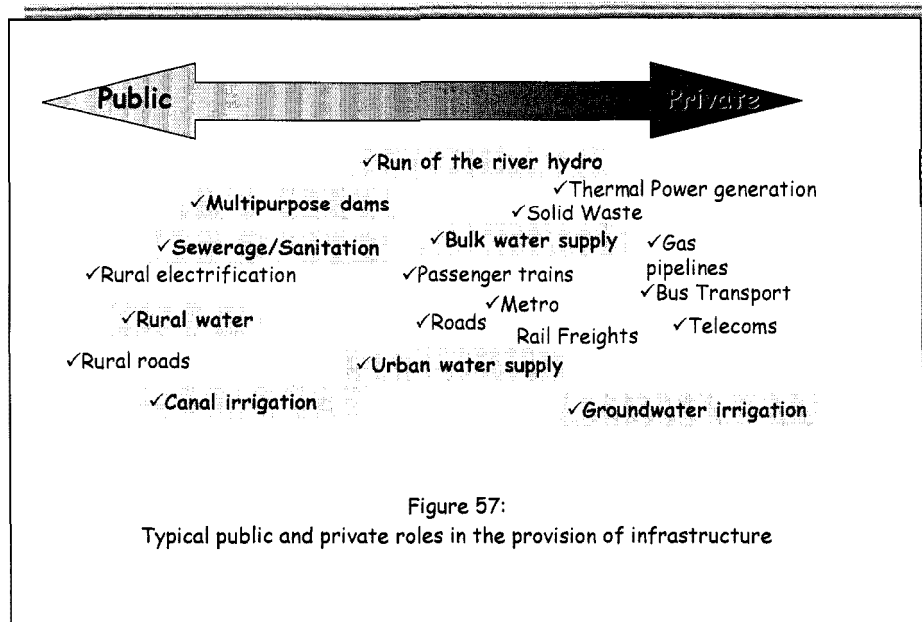 Public
Private
✓Run of the river hydro
✓Thermal Power generation
✓Multipurpose dams
✓Solid Waste
✓Sewerage/Sanitation
✓Bulk water supply
✓Gas
pipelines
✓Rural electrification
✓Passenger trains
✓Bus Transport
✓Metro
✓Rural water
✓Roads
Rail Freights
✓Telecoms
✓Rural roads
✓Urban water supply
✓Canal irrigation
✓Groundwater irrigation
Figure 57:
Typical public and private roles in the provision of infrastructure